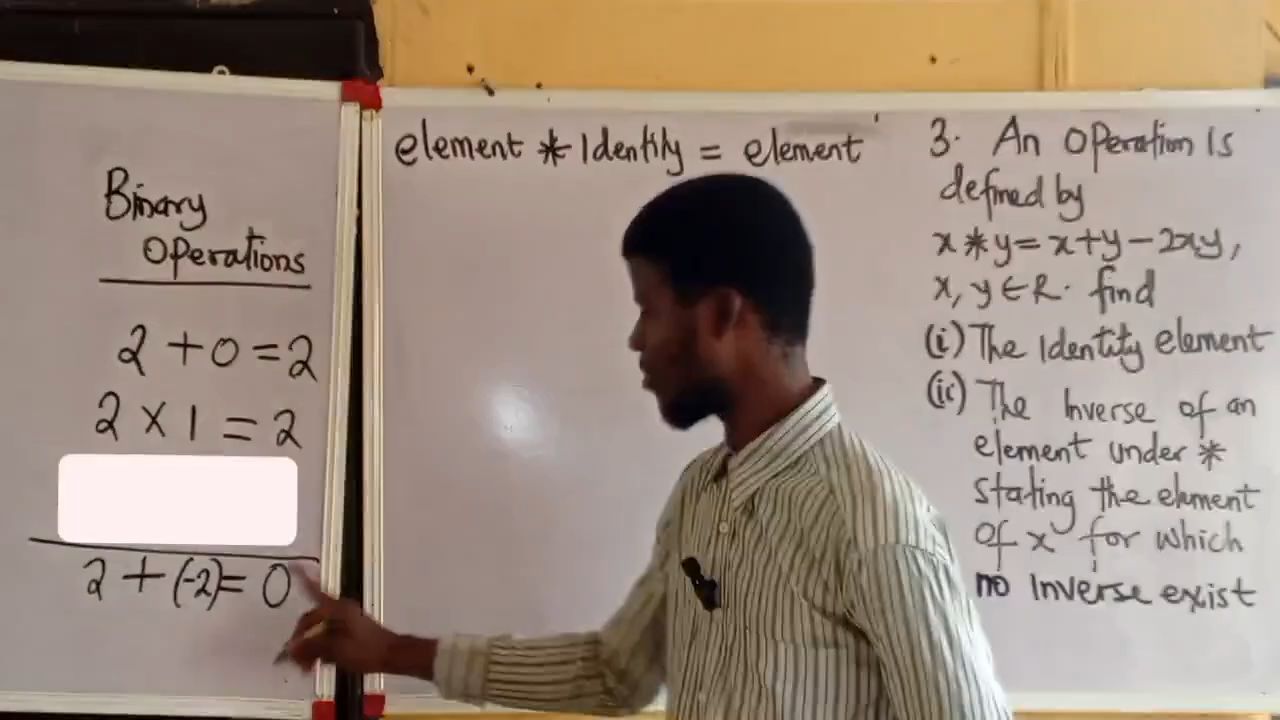 Binary
Operations
2 + 0 = 2
2 × 1 = 2
2 + (-2) = 0
element * Identity = element
3. An Operation is
defined by
x * y = x + y - 2xy,
x, y ∈ R. find
(i) The Identity element
(ii) The Inverse of an
element under *
stating the element
of x for which
no Inverse exist